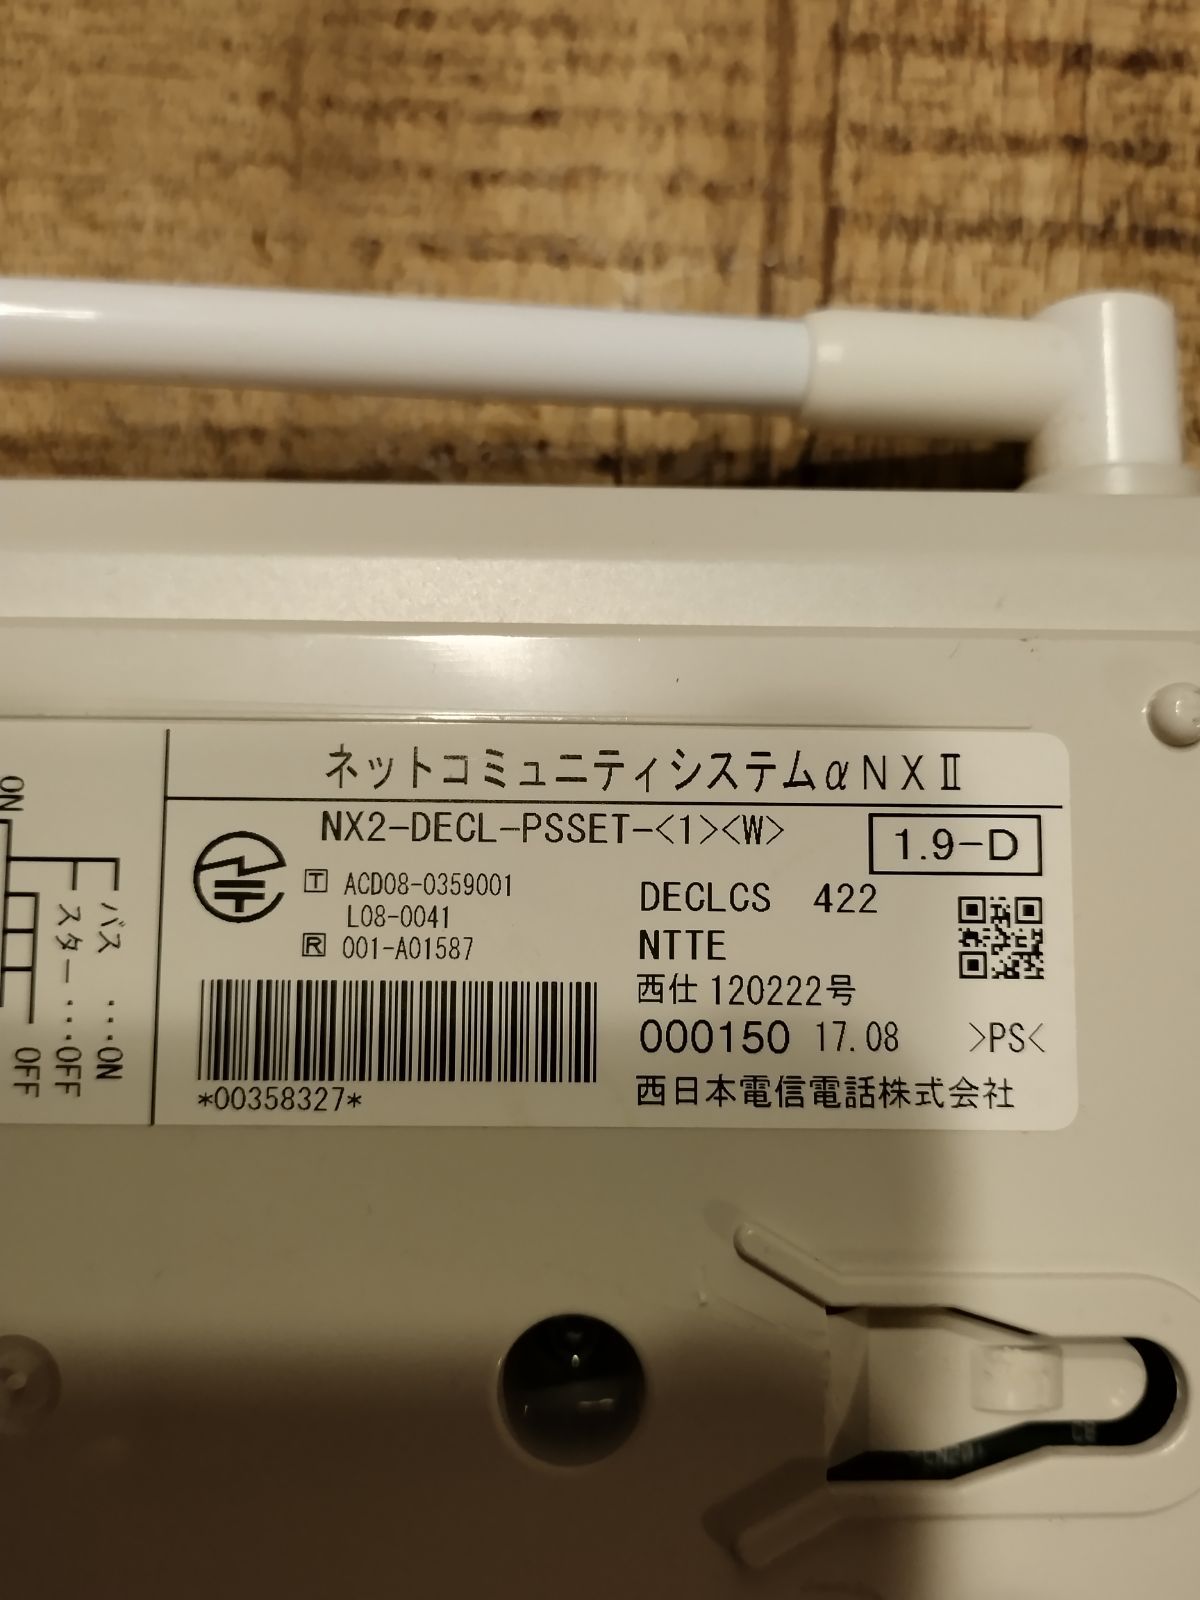 ネットコミュニティシステムαNXⅡ
NX2-DECL-PSSET-<1><W>
1.9-D
T ACD08-0359001
L08-0041
R 001-A01587
DECLCS 422
NTTE
西仕 120222号
000150 17.08 >PS<
*00358327*
西日本電信電話株式会社
ON
バス …ON
スター…OFF
OFF